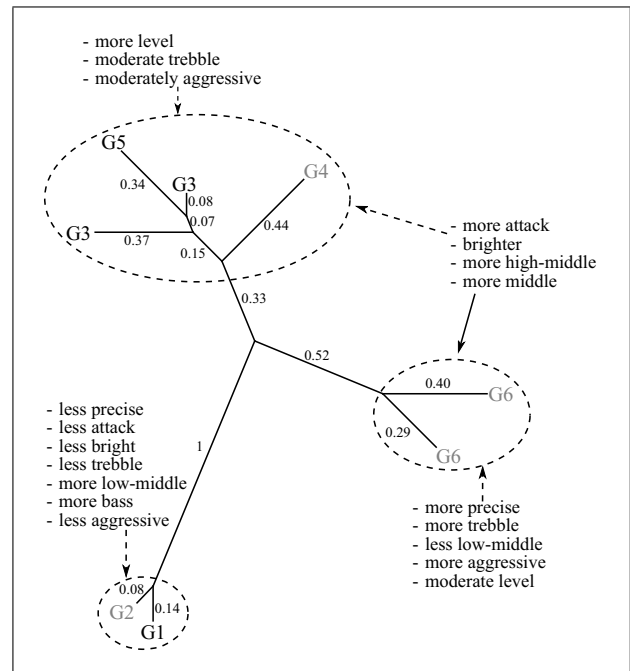 - more level
- moderate trebble
- moderately aggressive
G5
G3
G4
0.34
0.08
0.07
0.44
G3
0.37
0.15
- more attack
- brighter
- more high-middle
- more middle
0.33
0.52
0.40
G6
0.29
G6
- less precise
- less attack
- less bright
- less trebble
- more low-middle
- more bass
- less aggressive
1
- more precise
- more trebble
- less low-middle
- more aggressive
- moderate level
0.08
0.14
G2
G1